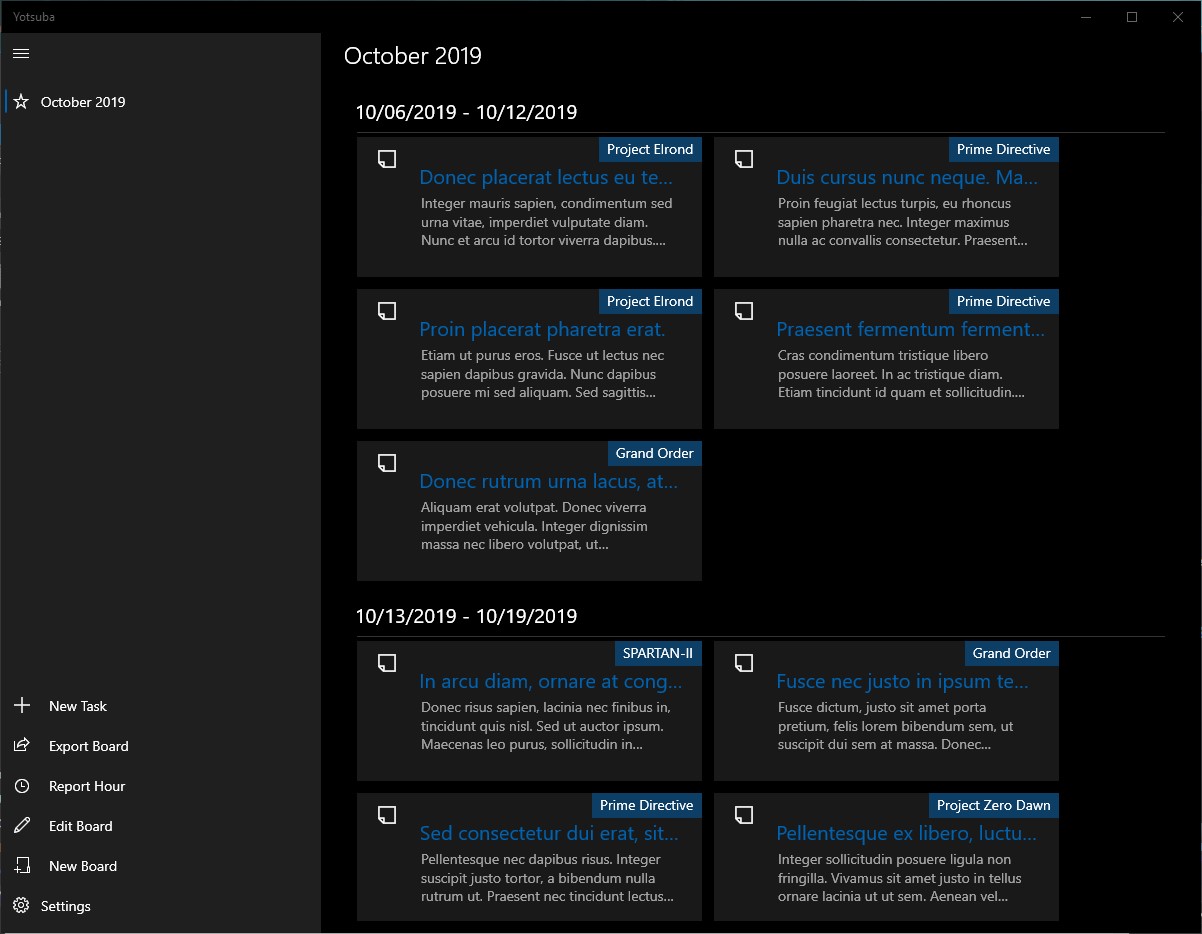 Yotsuba
October 2019
October 2019
10/06/2019 - 10/12/2019
Project Elrond
Donec placerat lectus eu te...
Integer mauris sapien, condimentum sed
urna vitae, imperdiet vulputate diam.
Nunc et arcu id tortor viverra dapibus....
Prime Directive
Duis cursus nunc neque. Ma...
Proin feugiat lectus turpis, eu rhoncus
sapien pharetra nec. Integer maximus
nulla ac convallis consectetur. Praesent...
Project Elrond
Proin placerat pharetra erat.
Etiam ut purus eros. Fusce ut lectus nec
sapien dapibus gravida. Nunc dapibus
posuere mi sed aliquam. Sed sagittis...
Prime Directive
Praesent fermentum ferment...
Cras condimentum tristique libero
posuere laoreet. In ac tristique diam.
Etiam tincidunt id quam et sollicitudin....
Grand Order
Donec rutrum urna lacus, at...
Aliquam erat volutpat. Donec viverra
imperdiet vehicula. Integer dignissim
massa nec libero volutpat, ut...
10/13/2019 - 10/19/2019
SPARTAN-II
In arcu diam, ornare at cong...
Donec risus sapien, lacinia nec finibus in,
tincidunt quis nisl. Sed ut auctor ipsum.
Maecenas leo purus, sollicitudin in...
Grand Order
Fusce nec justo in ipsum te...
Fusce dictum, justo sit amet porta
pretium, felis lorem bibendum sem, ut
suscipit dui sem at massa. Donec...
Prime Directive
Sed consectetur dui erat, sit...
Pellentesque nec dapibus risus. Integer
suscipit justo tortor, a bibendum nulla
rutrum ut. Praesent nec tincidunt lectus...
Project Zero Dawn
Pellentesque ex libero, luctu...
Integer sollicitudin posuere ligula non
fringilla. Vivamus sit amet justo in tellus
ornare lacinia ut ut sem. Aenean vel...
New Task
Export Board
Report Hour
Edit Board
New Board
Settings